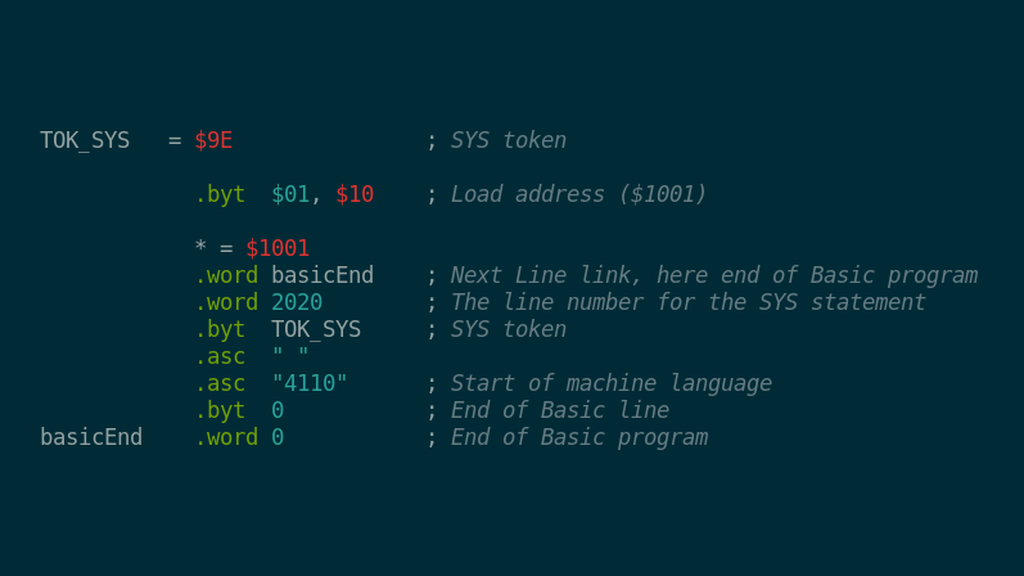 TOK_SYS   = $9E               ; SYS token
            .byt  $01, $10    ; Load address ($1001)
            * = $1001
            .word basicEnd    ; Next Line link, here end of Basic program
            .word 2020        ; The line number for the SYS statement
            .byt  TOK_SYS     ; SYS token
            .asc  " "
            .asc  "4110"      ; Start of machine language
            .byt  0           ; End of Basic line
basicEnd    .word 0           ; End of Basic program